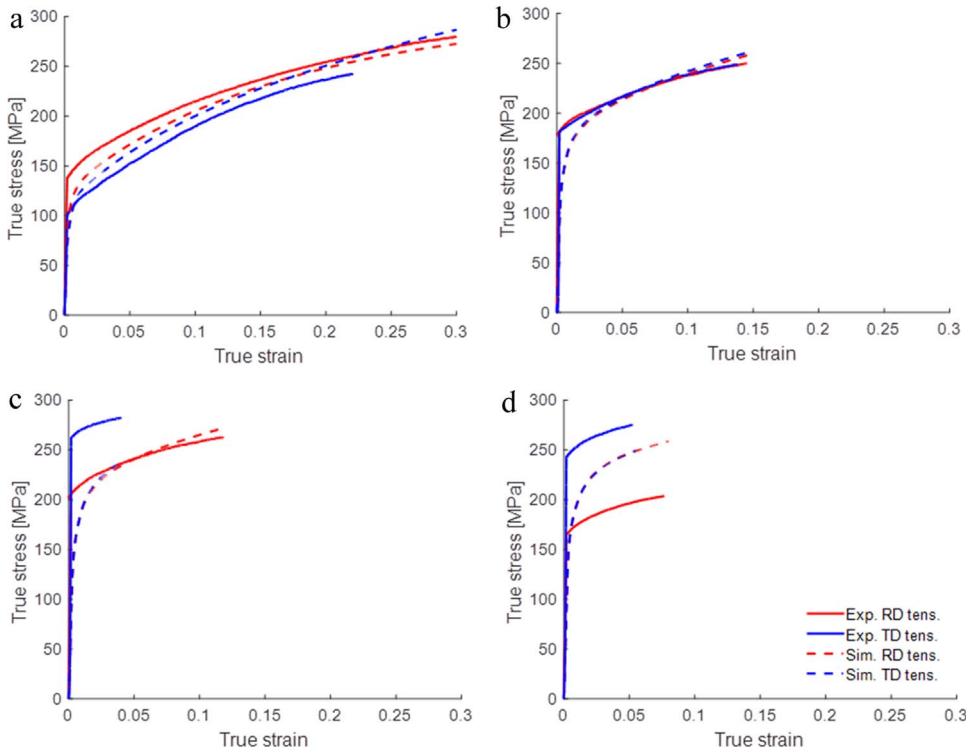 a
300
250
200
150
100
50
0
True stress [MPa]
0 0.05 0.1 0.15 0.2 0.25 0.3
True strain
b
300
250
200
150
100
50
0
True stress [MPa]
0 0.05 0.1 0.15 0.2 0.25 0.3
True strain
c
300
250
200
150
100
50
0
True stress [MPa]
0 0.05 0.1 0.15 0.2 0.25 0.3
True strain
d
300
250
200
150
100
50
0
True stress [MPa]
Exp. RD tens.
Exp. TD tens.
Sim. RD tens.
Sim. TD tens.
0 0.05 0.1 0.15 0.2 0.25 0.3
True strain